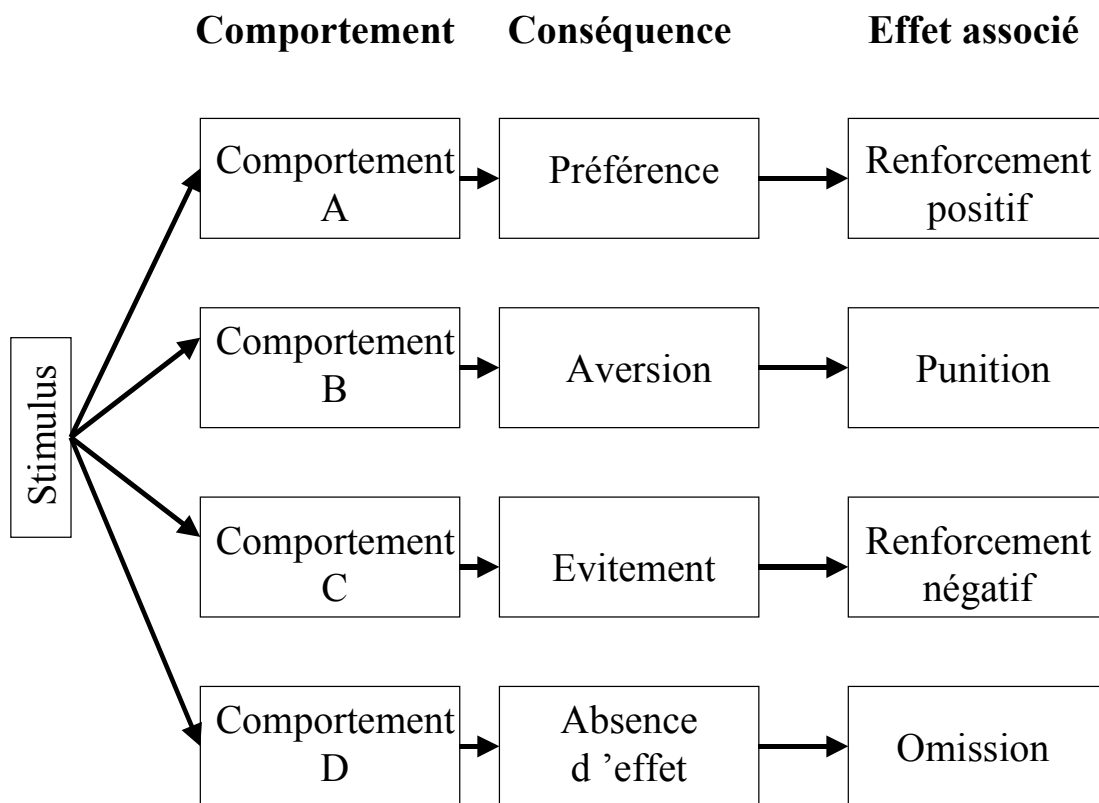 Comportement Conséquence Effet associé
Stimulus
Comportement
A
Préférence
Renforcement
positif
Comportement
B
Aversion
Punition
Comportement
C
Evitement
Renforcement
négatif
Comportement
D
Absence
d ’effet
Omission